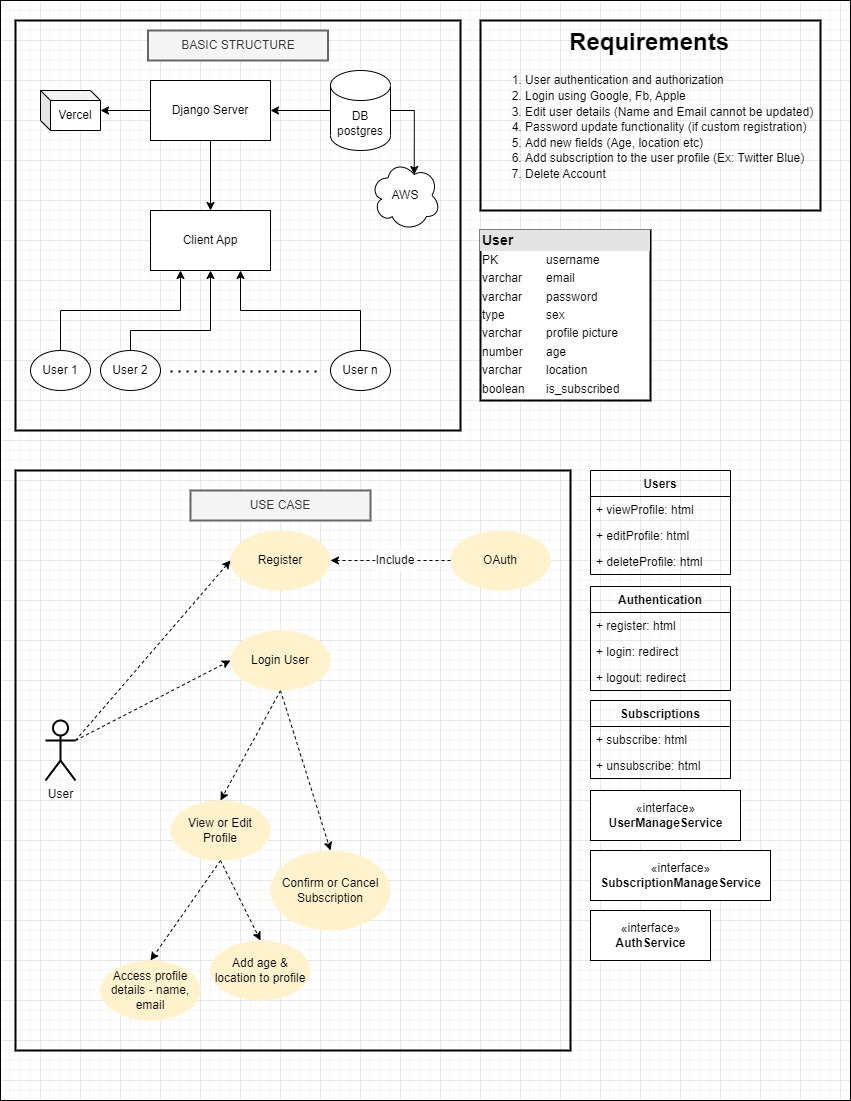 BASIC STRUCTURE
Vercel
Django Server
DB
postgres
AWS
Client App
User 1
User 2
User n
Requirements
1. User authentication and authorization
2. Login using Google, Fb, Apple
3. Edit user details (Name and Email cannot be updated)
4. Password update functionality (if custom registration)
5. Add new fields (Age, location etc)
6. Add subscription to the user profile (Ex: Twitter Blue)
7. Delete Account
User
PK username
varchar email
varchar password
type sex
varchar profile picture
number age
varchar location
boolean is_subscribed
USE CASE
Register
Include
OAuth
Login User
User
View or Edit
Profile
Confirm or Cancel
Subscription
Access profile
details - name,
email
Add age &
location to profile
Users
+ viewProfile: html
+ editProfile: html
+ deleteProfile: html
Authentication
+ register: html
+ login: redirect
+ logout: redirect
Subscriptions
+ subscribe: html
+ unsubscribe: html
«interface»
UserManageService
«interface»
SubscriptionManageService
«interface»
AuthService